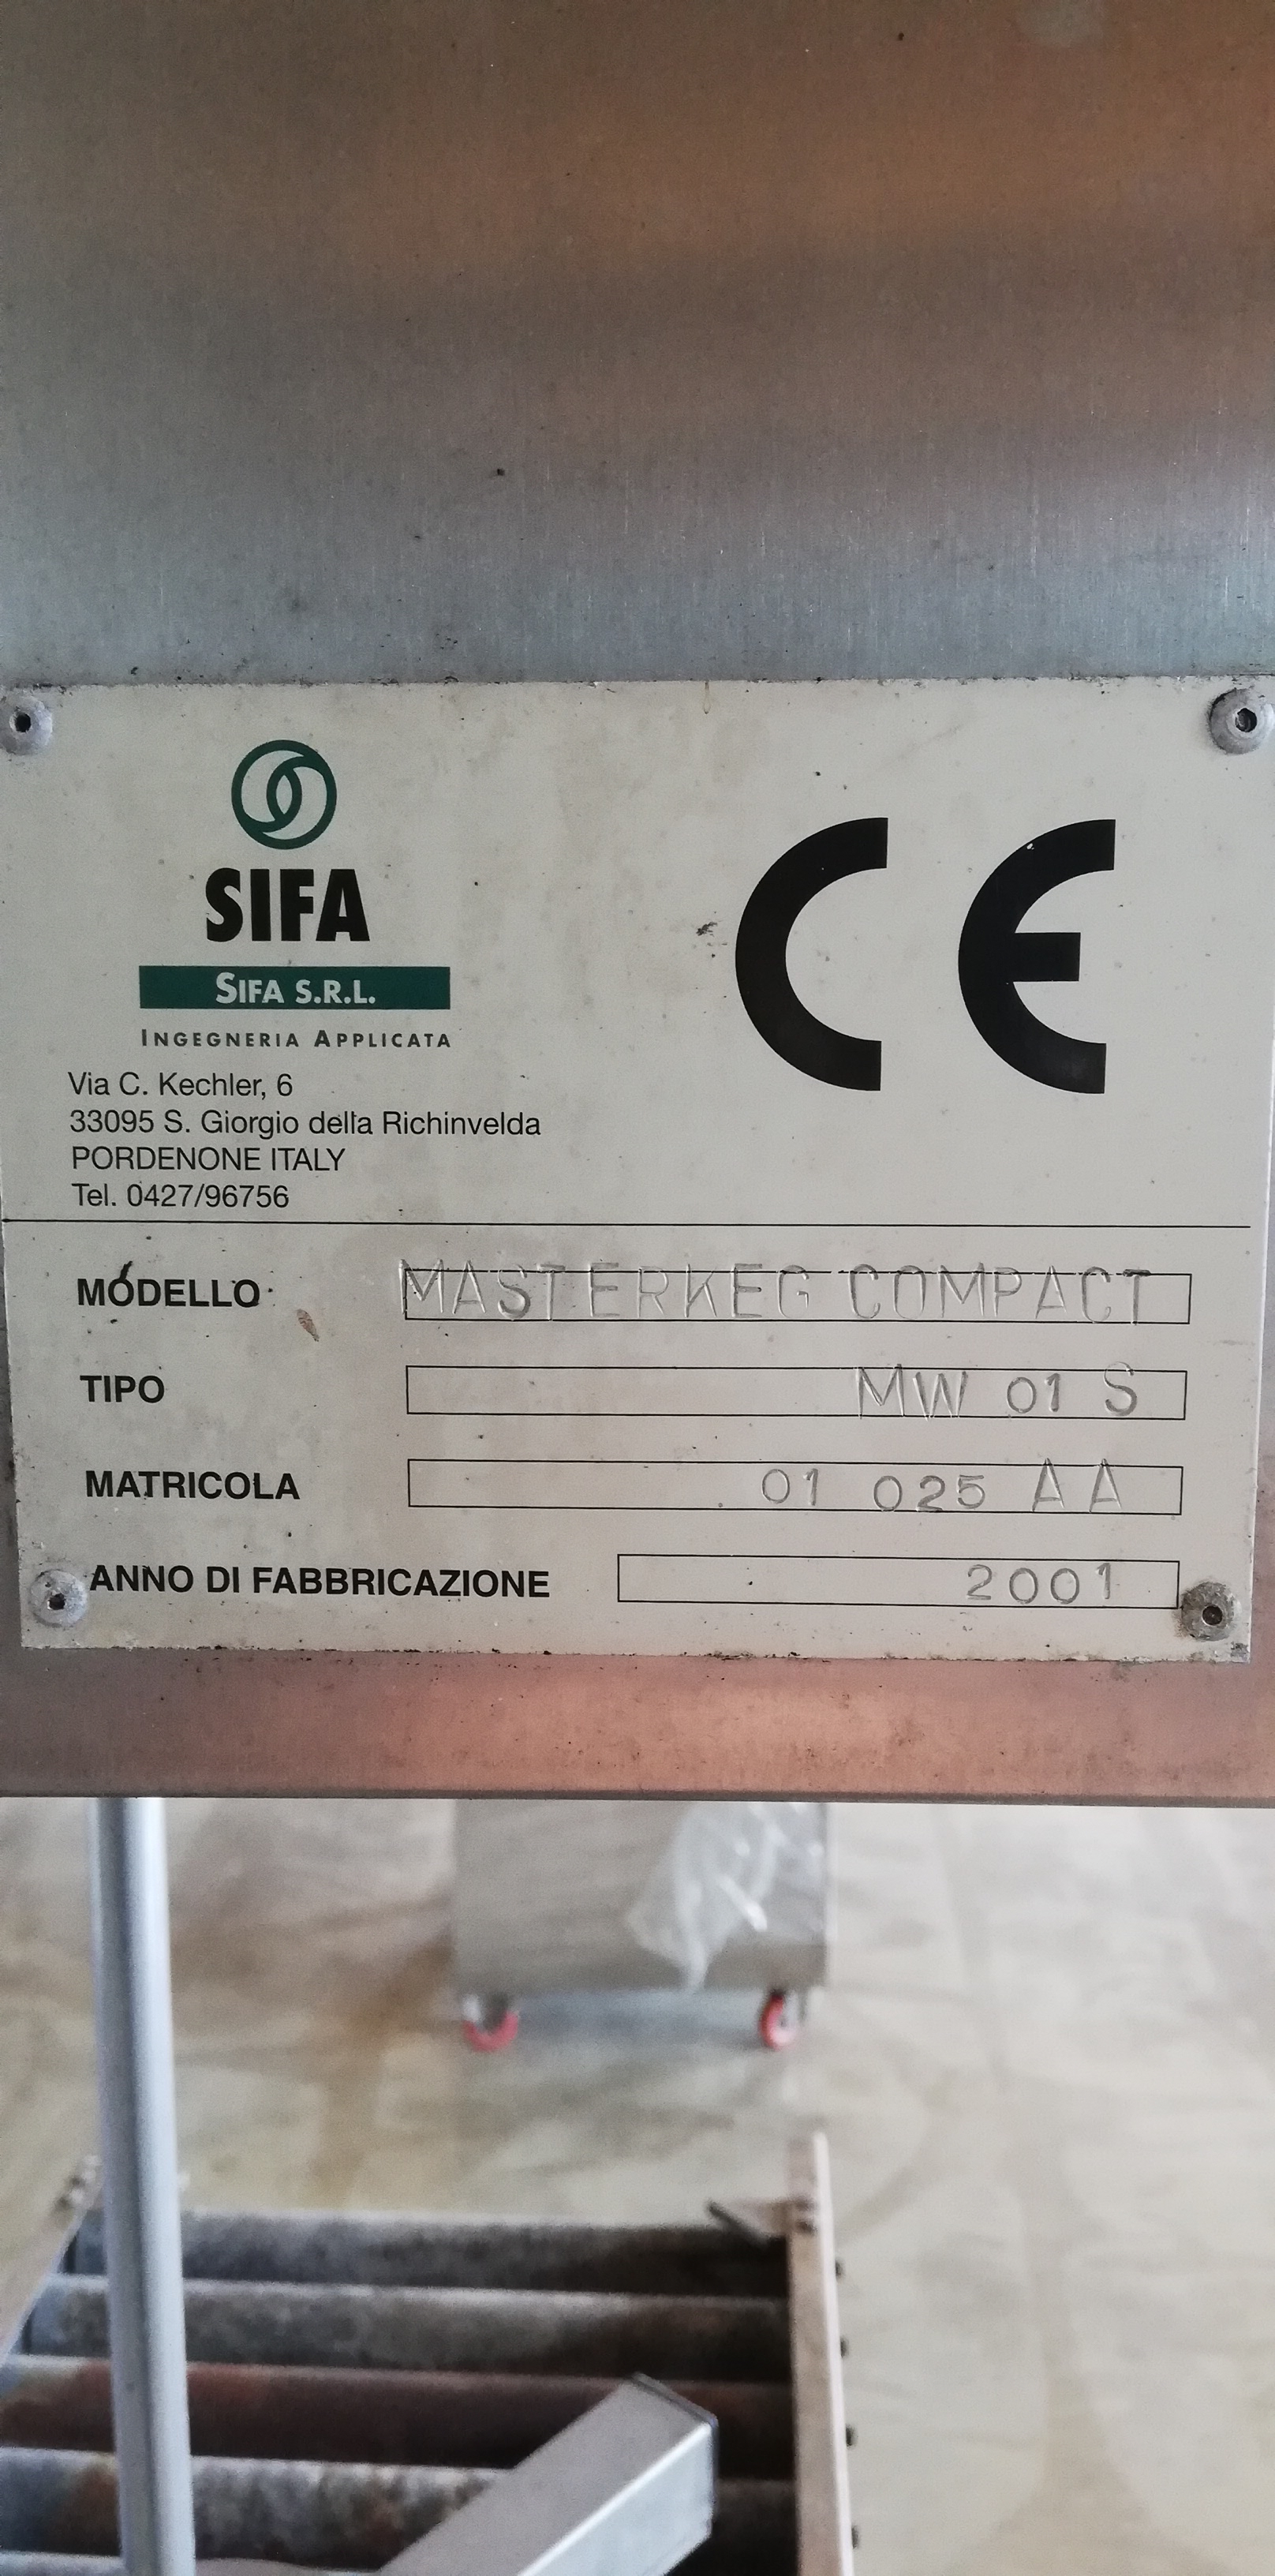 SIFA
SIFA S.R.L.
INGEGNERIA APPLICATA
Via C. Kechler, 6
33095 S. Giorgio della Richinvelda
PORDENONE ITALY
Tel. 0427/96756
CE
MODELLO MASTERKEG COMPACT
TIPO MW 01 S
MATRICOLA 01 025 AA
ANNO DI FABBRICAZIONE 2001